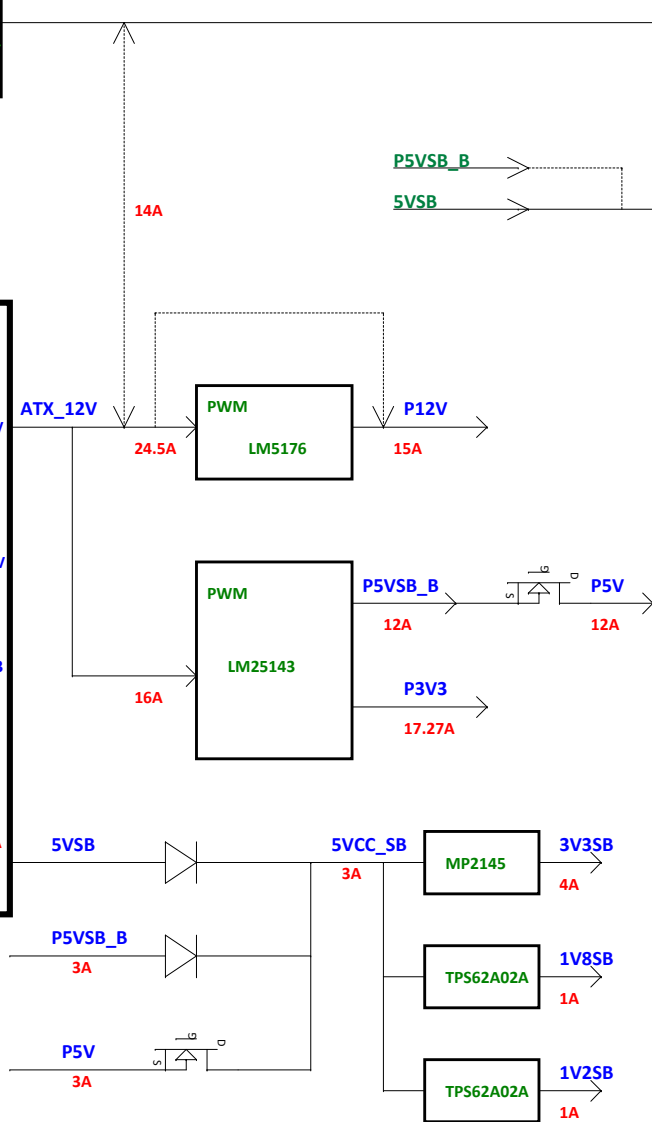 P5VSB_B
5VSB
14A
ATX_12V
PWM
P12V
24.5A
LM5176
15A
PWM
P5VSB_B
G
S
D
P5V
12A
12A
LM25143
16A
P3V3
17.27A
5VSB
5VCC_SB
3A
MP2145
3V3SB
4A
P5VSB_B
3A
TPS62A02A
1V8SB
1A
P5V
3A
G
S
D
TPS62A02A
1V2SB
1A